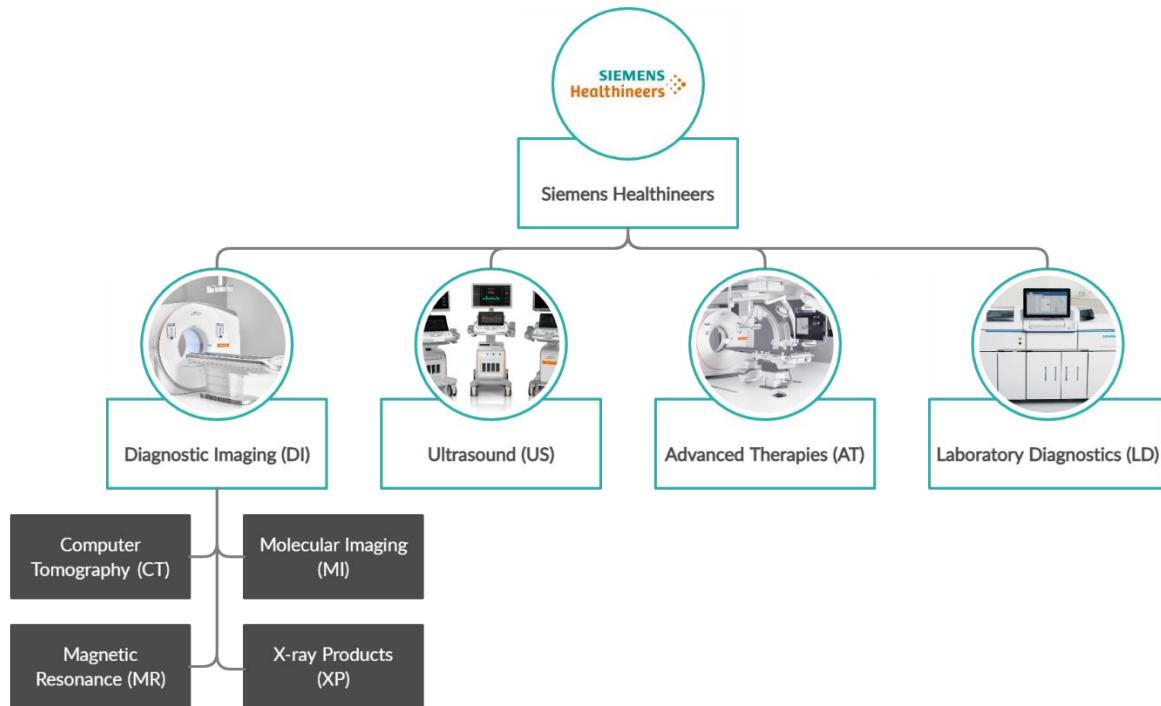 SIEMENS
Healthineers
Siemens Healthineers
Diagnostic Imaging (DI)
Ultrasound (US)
Advanced Therapies (AT)
Laboratory Diagnostics (LD)
Computer
Tomography (CT)
Molecular Imaging
(MI)
Magnetic
Resonance (MR)
X-ray Products
(XP)